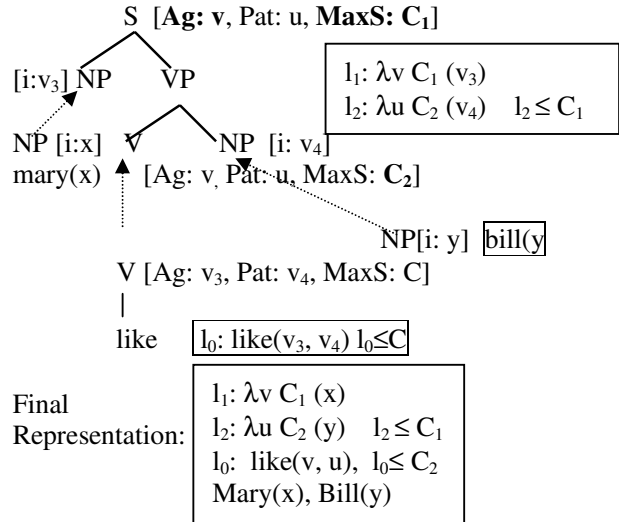 S [Ag: v, Pat: u, MaxS: C₁]
[i:v₃] NP VP
l₁: λv C₁ (v₃)
l₂: λu C₂ (v₄) l₂ ≤ C₁
NP [i:x] V NP [i: v₄]
mary(x) [Ag: v, Pat: u, MaxS: C₂]
NP[i: y] bill(y
V [Ag: v₃, Pat: v₄, MaxS: C]
like l₀: like(v₃, v₄) l₀≤C
Final
Representation:
l₁: λv C₁ (x)
l₂: λu C₂ (y) l₂ ≤ C₁
l₀: like(v, u), l₀≤ C₂
Mary(x), Bill(y)